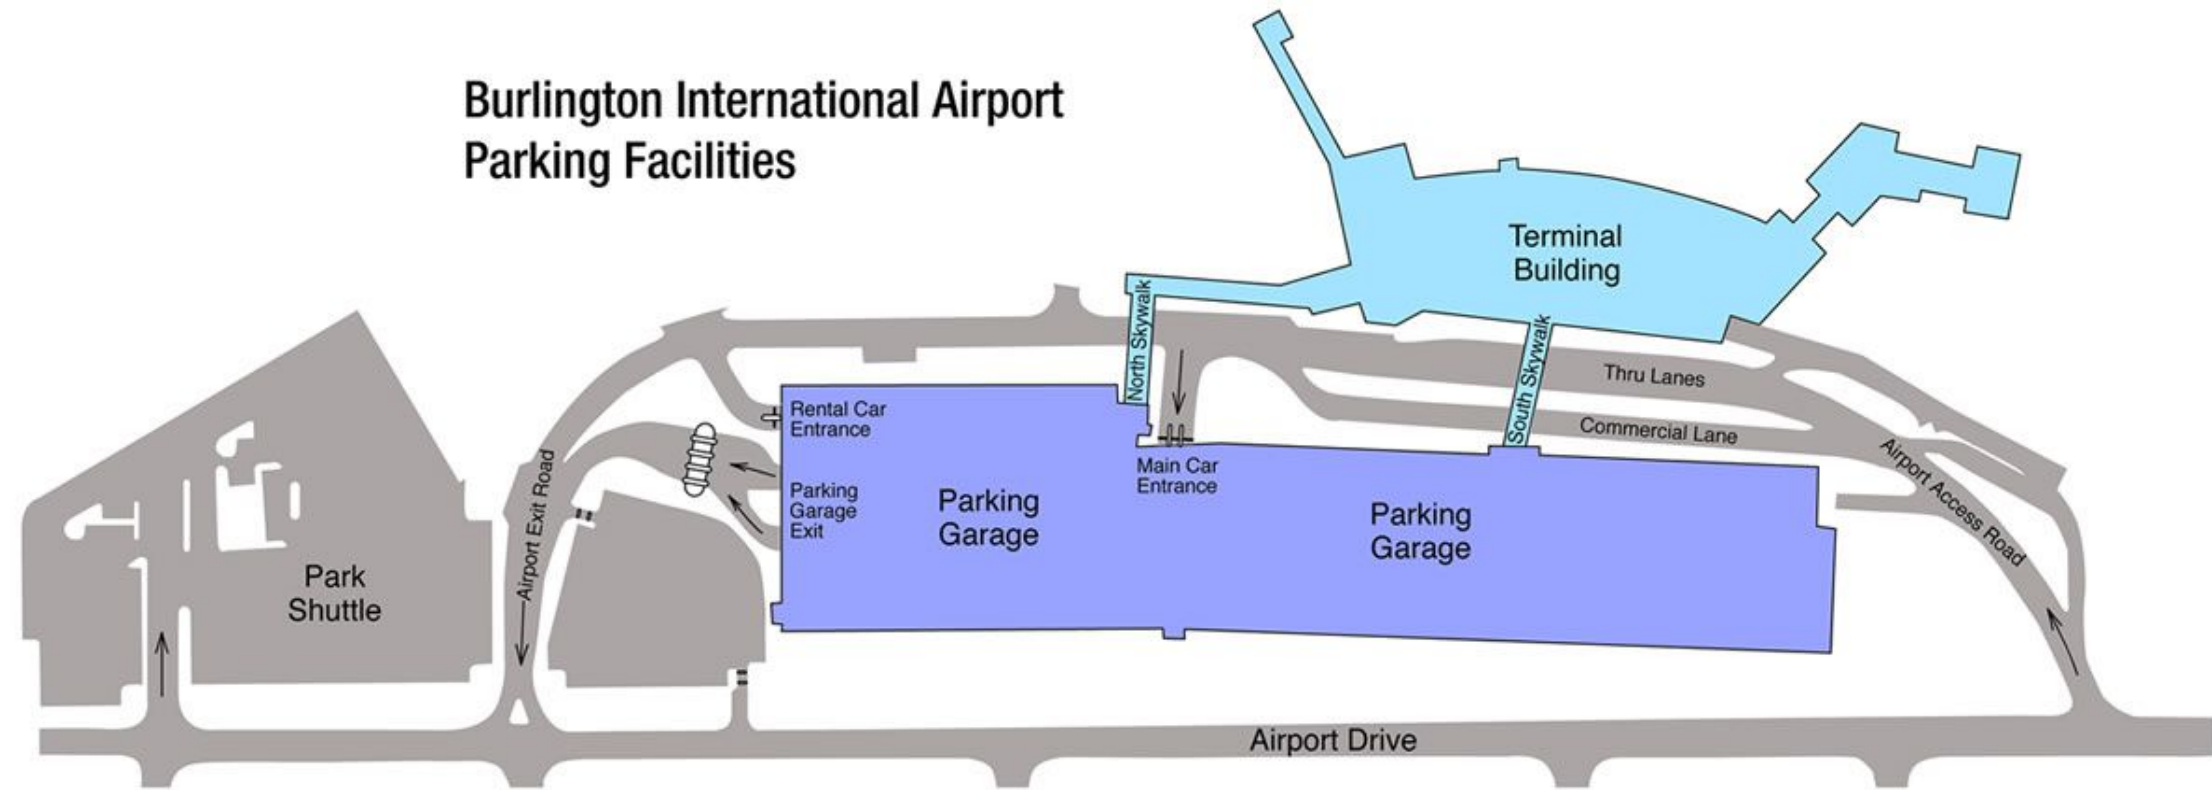 Burlington International Airport
Parking Facilities
Terminal
Building
North Skywalk
South Skywalk
Thru Lanes
Commercial Lane
Airport Access Road
Rental Car
Entrance
Main Car
Entrance
Parking
Garage
Exit
Parking
Garage
Parking
Garage
Airport Exit Road
Park
Shuttle
Airport Drive